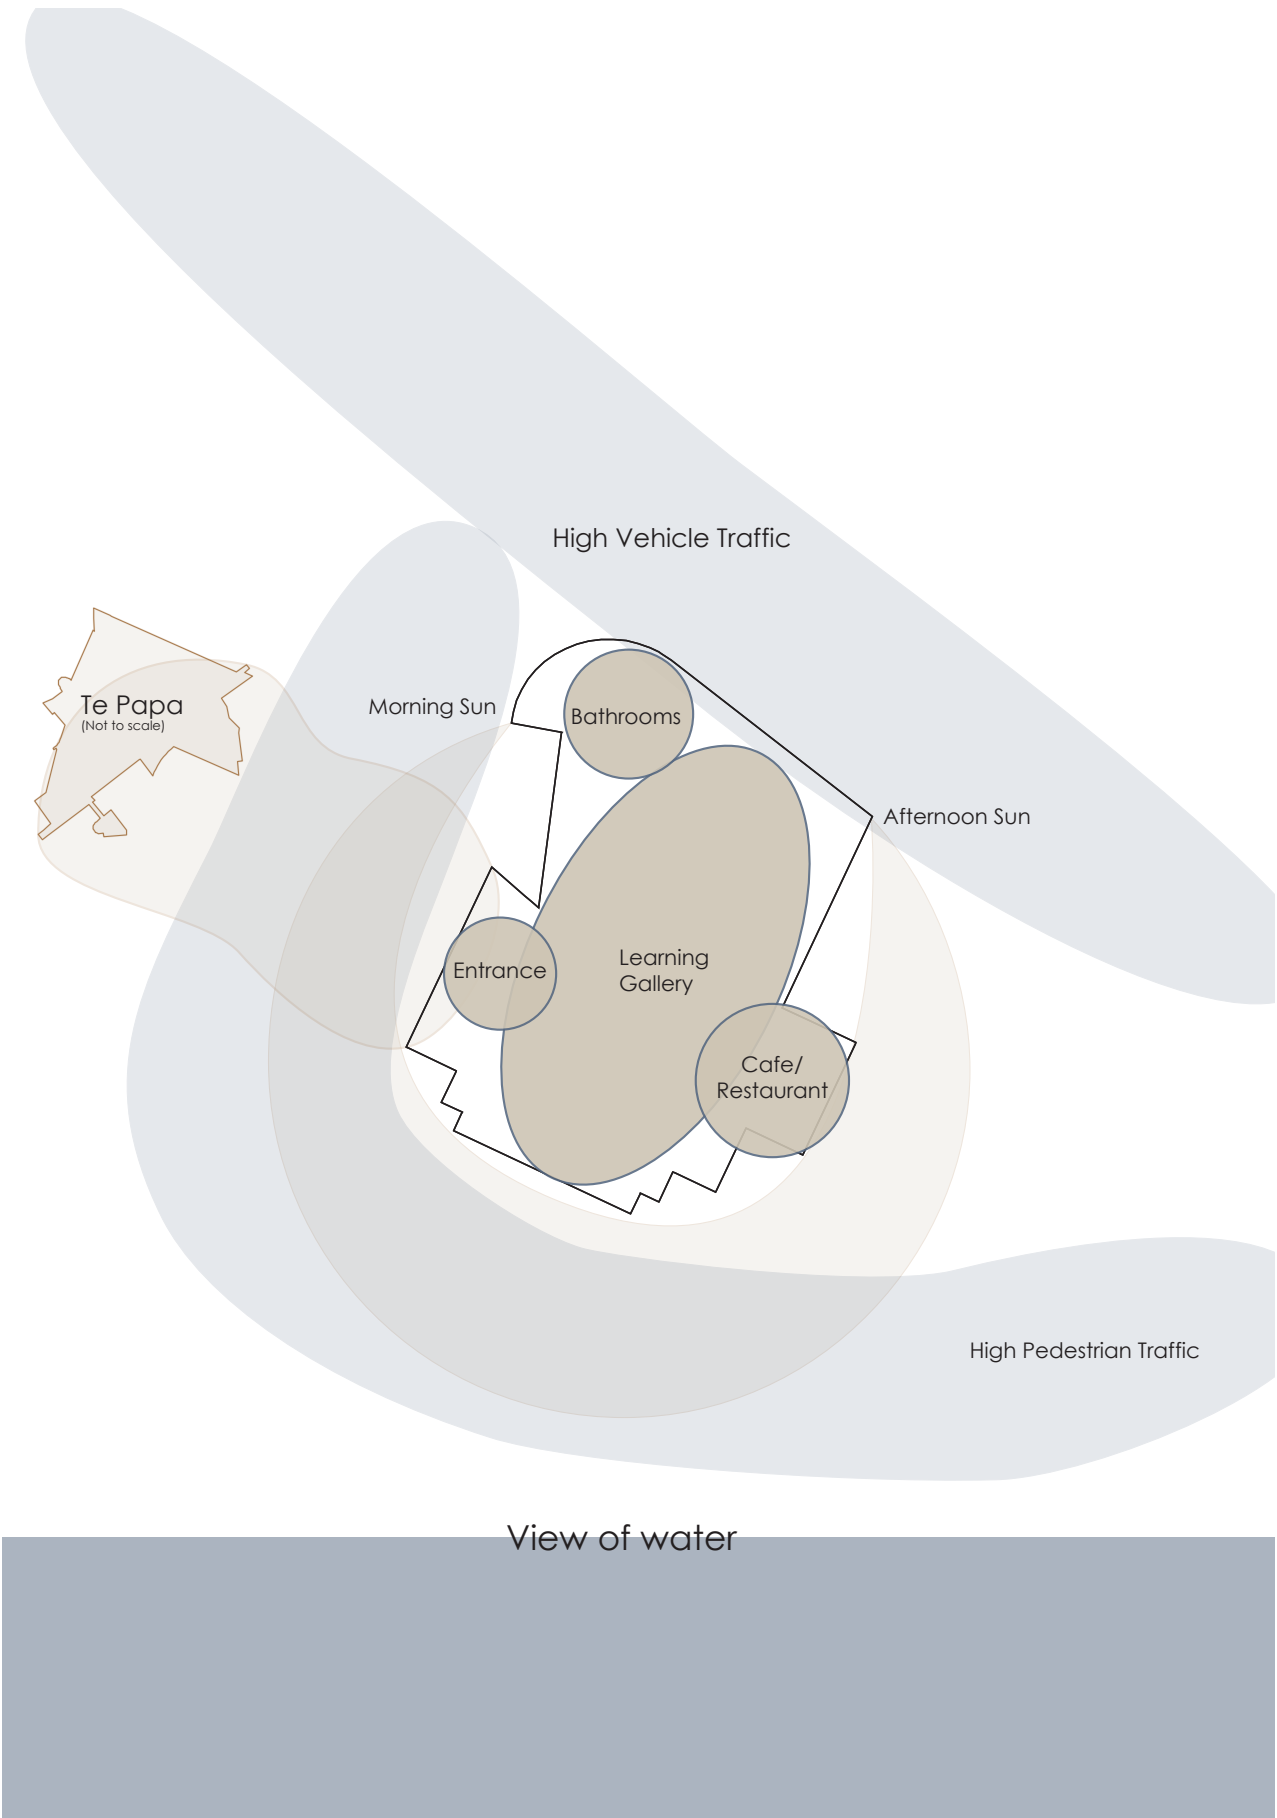 High Vehicle Traffic
Te Papa
(Not to scale)
Morning Sun
Bathrooms
Afternoon Sun
Entrance
Learning
Gallery
Cafe/
Restaurant
High Pedestrian Traffic
View of water